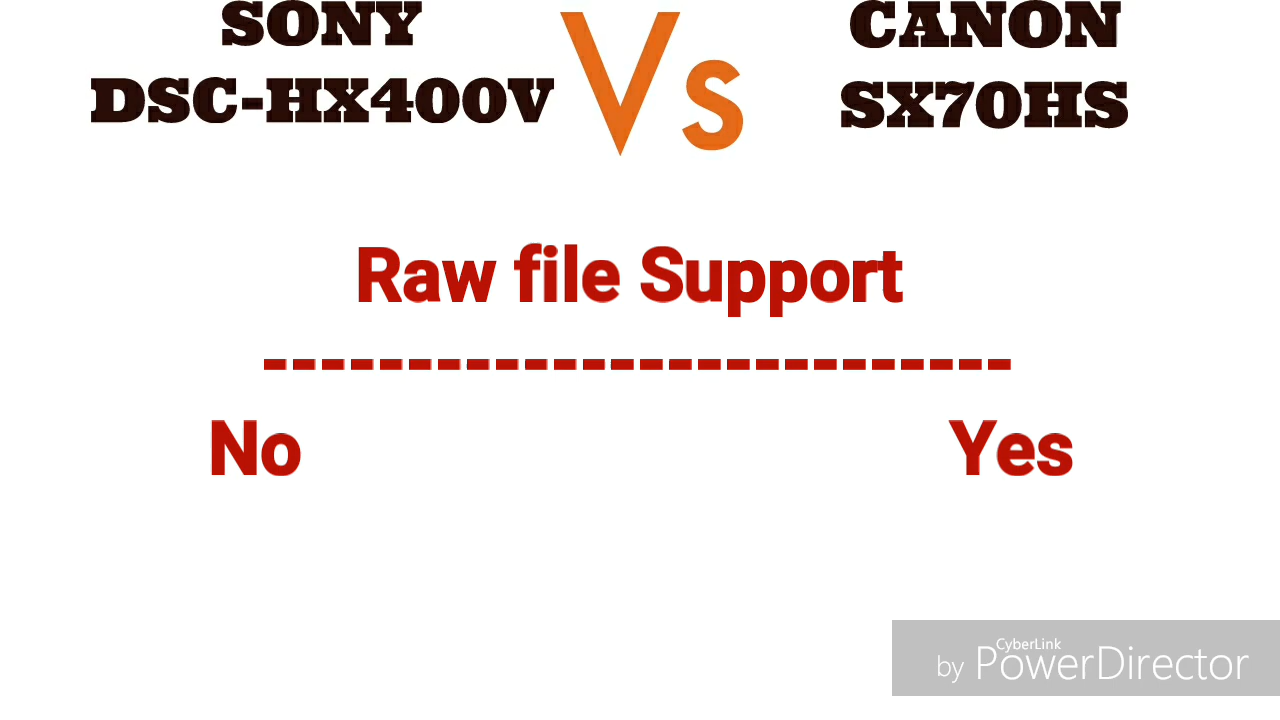 SONY
DSC-HX400V
Vs
CANON
SX70HS
Raw file Support
--------------------------
No
Yes
CyberLink
by PowerDirector